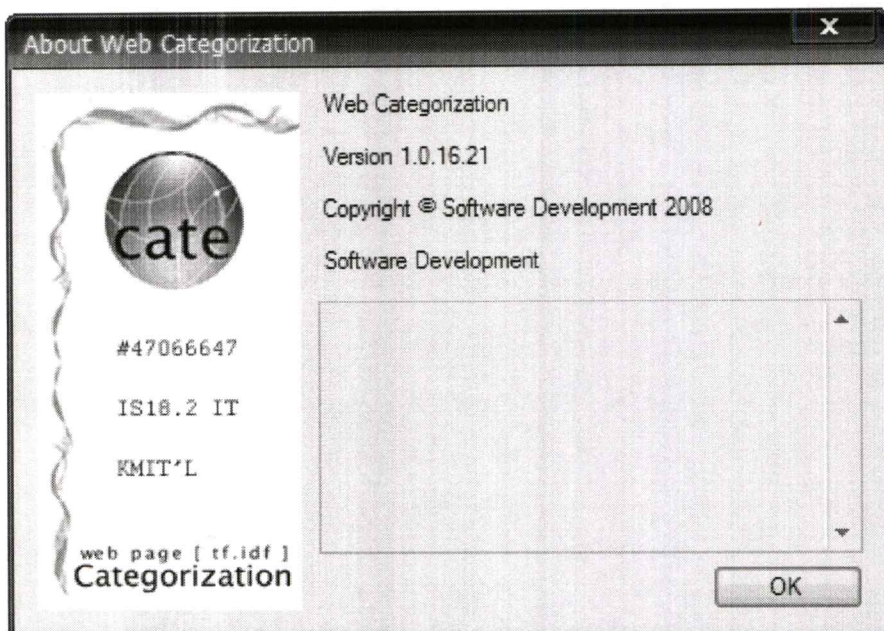 About Web Categorization
X
cate
#47066647
IS18.2 IT
KMIT'L
web page [ tf.idf ]
Categorization
Web Categorization
Version 1.0.16.21
Copyright © Software Development 2008
Software Development
OK